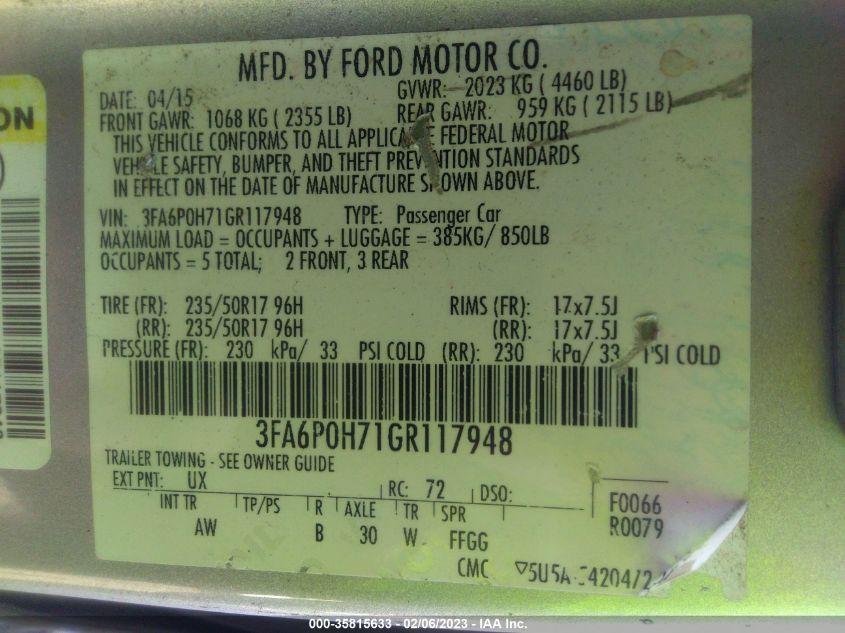 MFD. BY FORD MOTOR CO.
DATE: 04/15 GVWR: 2023 KG ( 4460 LB)
FRONT GAWR: 1068 KG ( 2355 LB) REAR GAWR: 959 KG ( 2115 LB)
THIS VEHICLE CONFORMS TO ALL APPLICABLE FEDERAL MOTOR
VEHICLE SAFETY, BUMPER, AND THEFT PREVENTION STANDARDS
IN EFFECT ON THE DATE OF MANUFACTURE SHOWN ABOVE.
VIN: 3FA6P0H71GR117948 TYPE: Passenger Car
MAXIMUM LOAD = OCCUPANTS + LUGGAGE = 385KG/ 850LB
OCCUPANTS = 5 TOTAL; 2 FRONT, 3 REAR
TIRE (FR): 235/50R17 96H RIMS (FR): 17x7.5J
(RR): 235/50R17 96H (RR): 17x7.5J
PRESSURE (FR): 230 kPa/ 33 PSI COLD (RR): 230 kPa/ 33 PSI COLD
3FA6P0H71GR117948
TRAILER TOWING - SEE OWNER GUIDE
EXT PNT: UX RC: 72 DSO: F0066
INT TR TP/PS R AXLE TR SPR R0079
AW B 30 W FFGG
CMC
ON
000-35815633 - 02/06/2023 - IAA Inc.